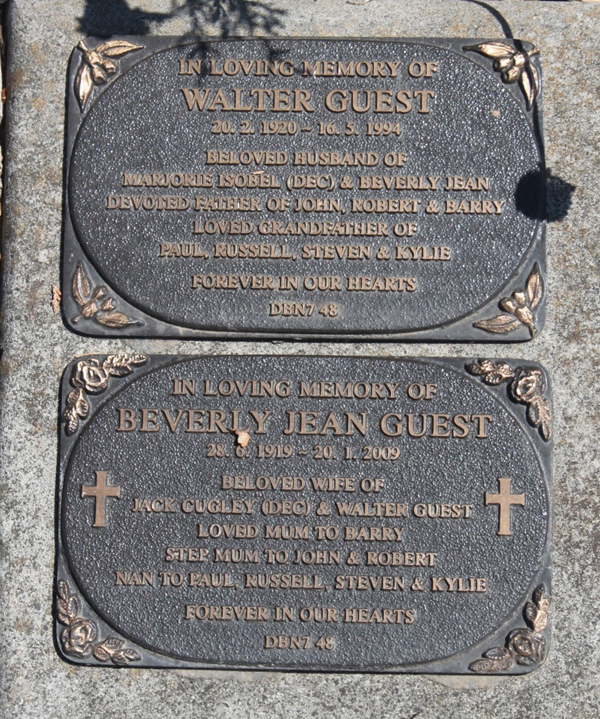 IN LOVING MEMORY OF
WALTER GUEST
20. 2. 1920 ~ 16. 5. 1994
BELOVED HUSBAND OF
MARJORIE ISOBEL (DEC) & BEVERLY JEAN
DEVOTED FATHER OF JOHN, ROBERT & BARRY
LOVED GRANDFATHER OF
PAUL, RUSSELL, STEVEN & KYLIE
FOREVER IN OUR HEARTS
DBN7 48
IN LOVING MEMORY OF
BEVERLY JEAN GUEST
28. 6. 1919 ~ 20. 1. 2009
BELOVED WIFE OF
JACK CUGLEY (DEC) & WALTER GUEST
LOVED MUM TO BARRY
STEP MUM TO JOHN & ROBERT
NAN TO PAUL, RUSSELL, STEVEN & KYLIE
FOREVER IN OUR HEARTS
DBN7 48